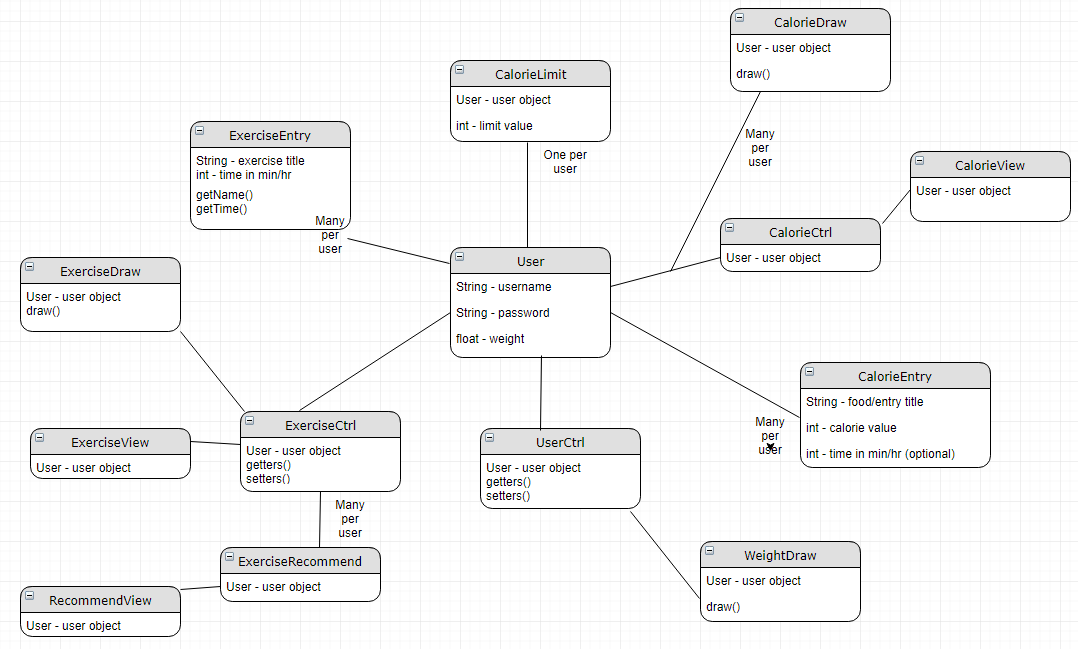 CalorieDraw
User - user object
draw()
CalorieLimit
User - user object
int - limit value
One per
user
Many
per
user
ExerciseEntry
String - exercise title
int - time in min/hr
getName()
getTime()
Many
per
user
CalorieView
User - user object
CalorieCtrl
User - user object
User
String - username
String - password
float - weight
ExerciseDraw
User - user object
draw()
CalorieEntry
String - food/entry title
int - calorie value
int - time in min/hr (optional)
Many
per
user
ExerciseCtrl
User - user object
getters()
setters()
ExerciseView
User - user object
UserCtrl
User - user object
getters()
setters()
Many
per
user
ExerciseRecommend
User - user object
WeightDraw
User - user object
draw()
RecommendView
User - user object